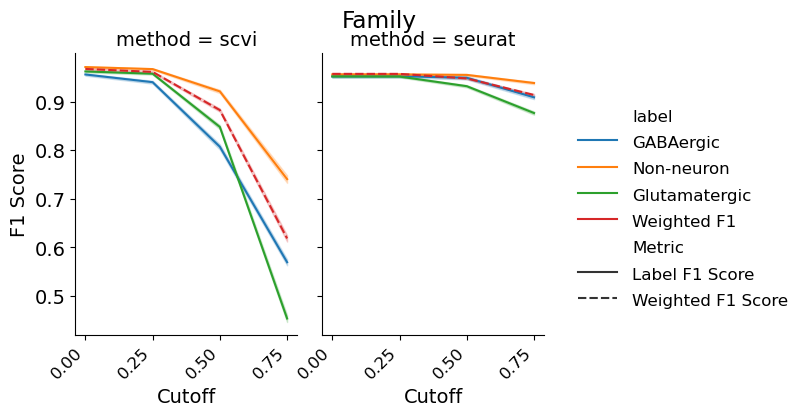 Family
method = scvi
method = seurat
F1 Score
0.9
0.8
0.7
0.6
0.5
0.00
0.25
0.50
0.75
Cutoff
0.00
0.25
0.50
0.75
Cutoff
label
GABAergic
Non-neuron
Glutamatergic
Weighted F1
Metric
Label F1 Score
Weighted F1 Score